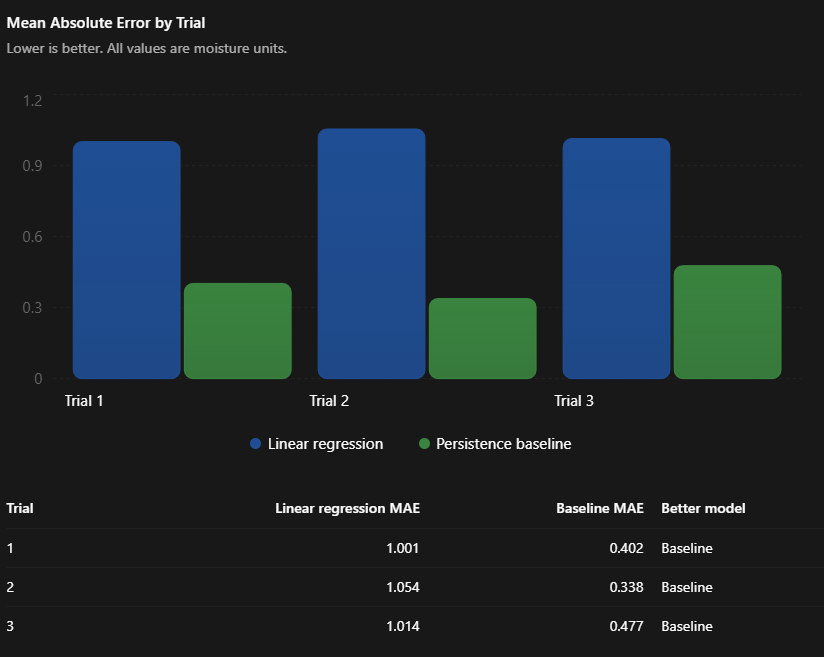 Mean Absolute Error by Trial
Lower is better. All values are moisture units.
1.2
0.9
0.6
0.3
0
Trial 1 Trial 2 Trial 3
Linear regression Persistence baseline
Trial Linear regression MAE Baseline MAE Better model
1 1.001 0.402 Baseline
2 1.054 0.338 Baseline
3 1.014 0.477 Baseline